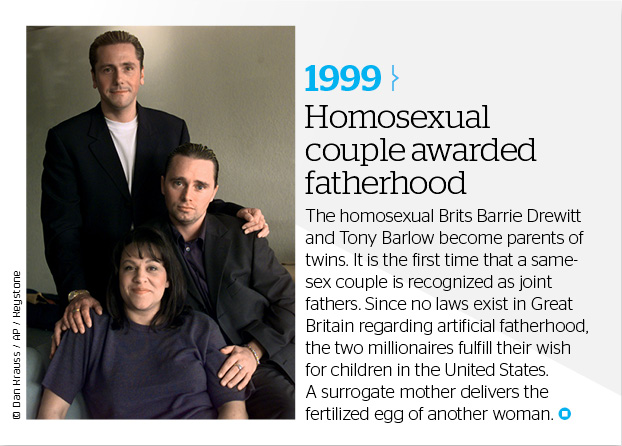 1999
Homosexual
couple awarded
fatherhood
The homosexual Brits Barrie Drewitt
and Tony Barlow become parents of
twins. It is the first time that a same-
sex couple is recognized as joint
fathers. Since no laws exist in Great
Britain regarding artificial fatherhood,
the two millionaires fulfill their wish
for children in the United States.
A surrogate mother delivers the
fertilized egg of another woman.
© Dan Krauss / AP / Keystone